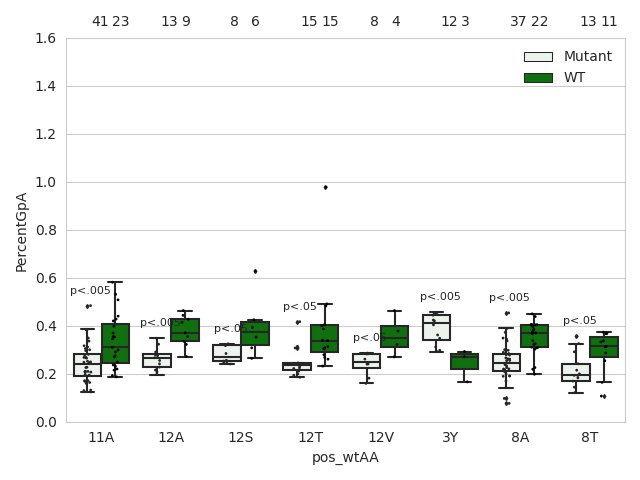 41 23 13 9 8 6 15 15 8 4 12 3 37 22 13 11
1.6
Mutant
WT
1.4
1.2
1.0
0.8
0.6
0.4
0.2
0.0
PercentGpA
p<.005
p<.005
p<.05
p<.05
p<.05
p<.005
p<.005
p<.05
11A 12A 12S 12T 12V 3Y 8A 8T
pos_wtAA